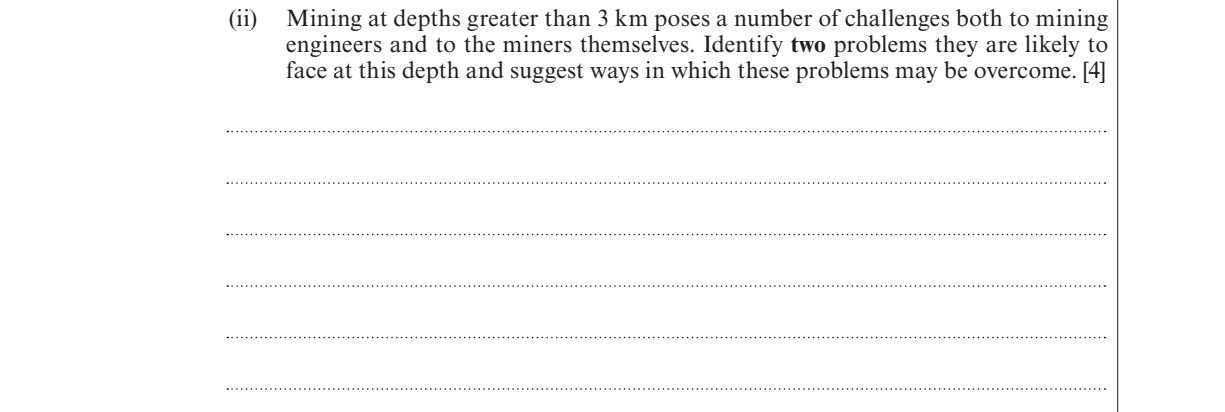 (ii) Mining at depths greater than 3 km poses a number of challenges both to mining
engineers and to the miners themselves. Identify two problems they are likely to
face at this depth and suggest ways in which these problems may be overcome. [4]